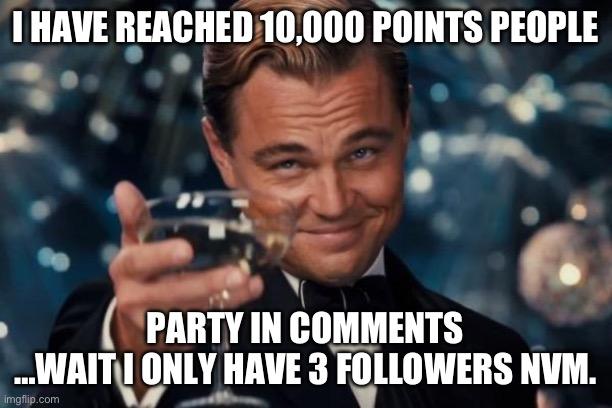 I HAVE REACHED 10,000 POINTS PEOPLE
PARTY IN COMMENTS
...WAIT I ONLY HAVE 3 FOLLOWERS NVM.
imgflip.com